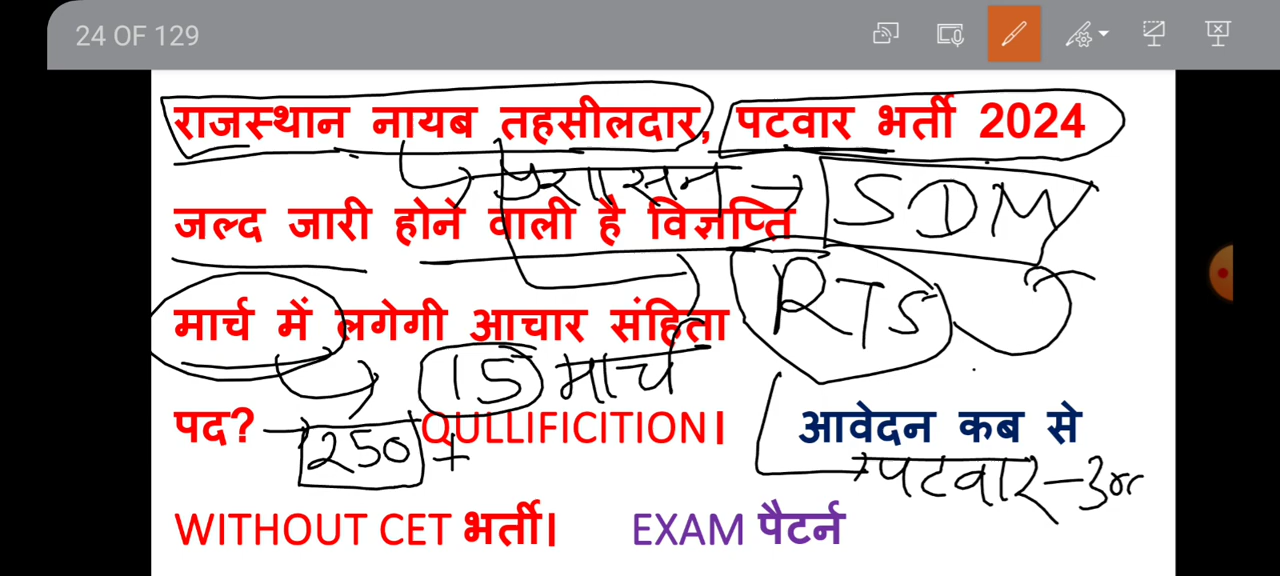 24 OF 129
राजस्थान नायब तहसीलदार, पटवार भर्ती 2024
प्रशासन → SDM
जल्द जारी होने वाली है विज्ञप्ति
RTS
मार्च में लगेगी आचार संहिता
15 मार्च
पद? QULLIFICITION। आवेदन कब से
250+
पटवार-
WITHOUT CET भर्ती। EXAM पैटर्न